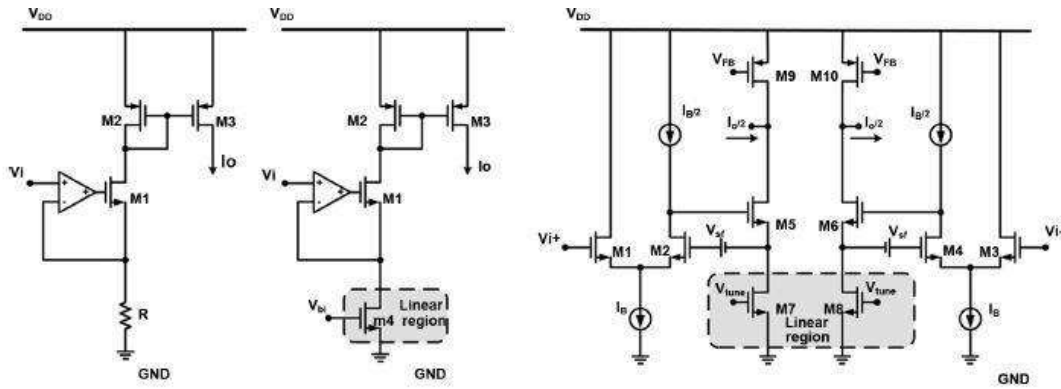 VDD
M2
M3
'Vi
+
-
+
M1
Io
R
GND
VDD
M2
M3
Vi
+
-
+
M1
Io
Vbi
m4
Linear
region
GND
VDD
VFB
M9
M10
VFB
IB/2
Io/2
Io/2
IB/2
M5
M6
Vi+
M1
M2
Vsf
Vsf
M4
M3
Vi-
Vtune
M7
M8
Vtune
IB
Linear
region
IB
GND